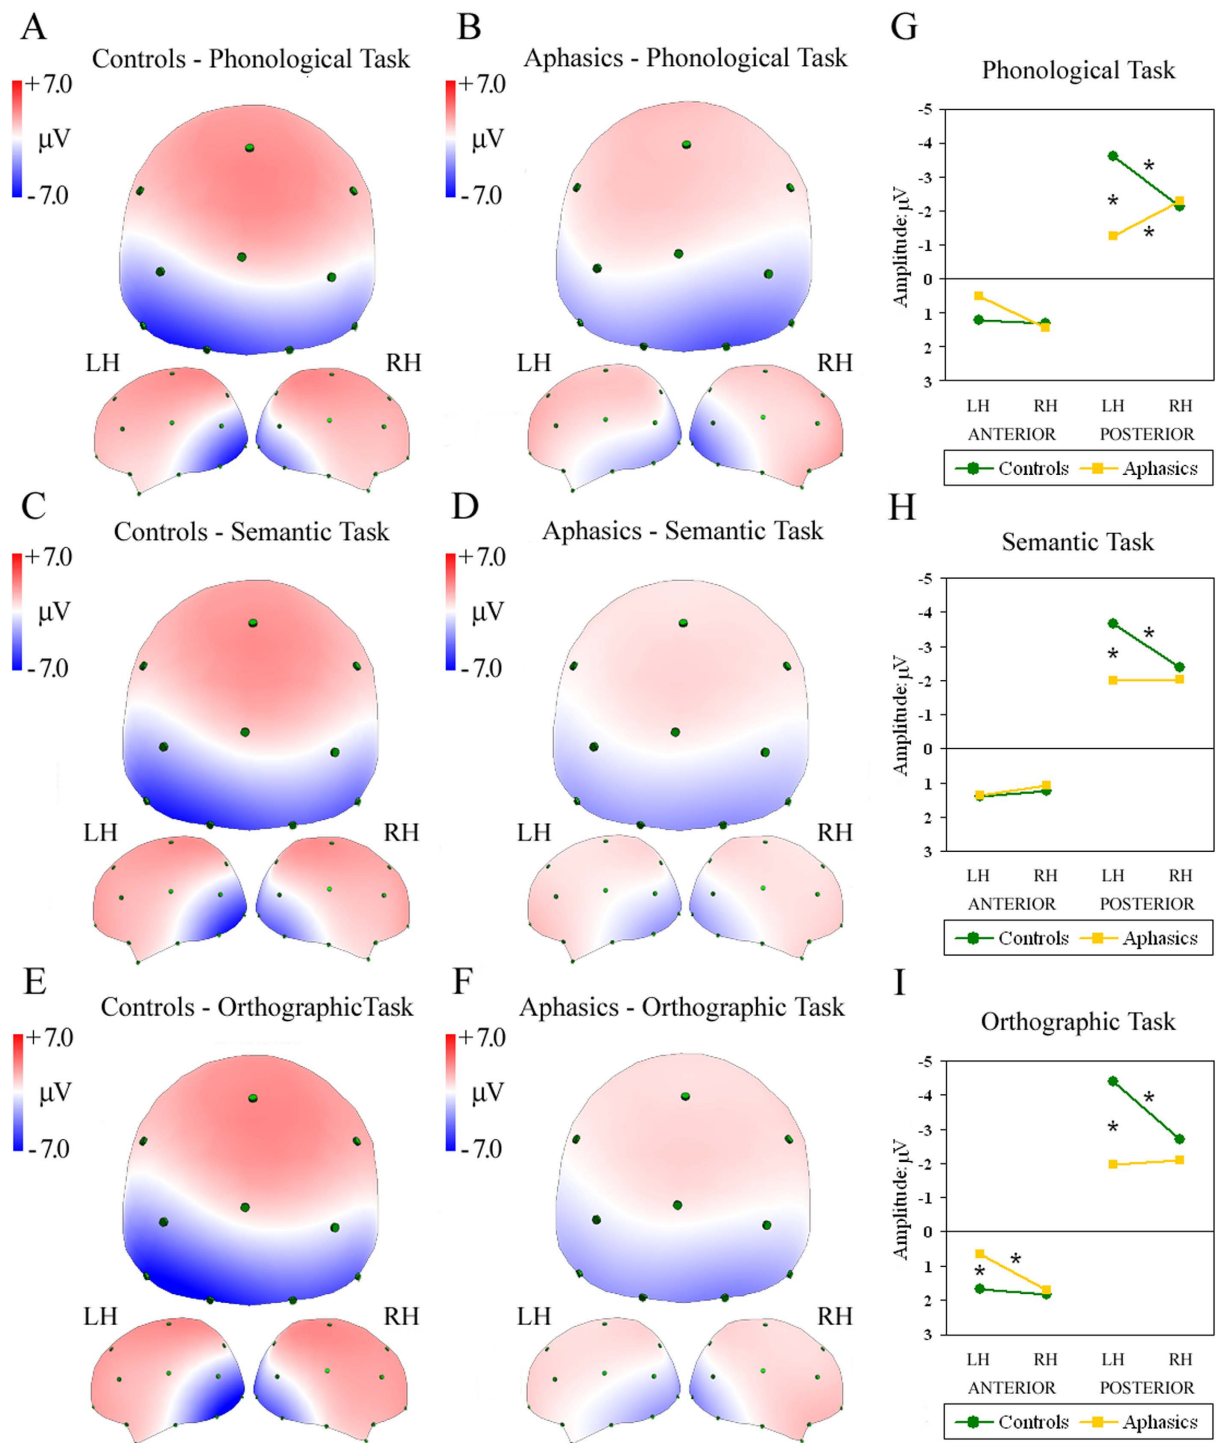 A
Controls - Phonological Task
+7.0
μV
-7.0
LH
RH
B
Aphasics - Phonological Task
+7.0
μV
-7.0
LH
RH
G
Phonological Task
-5
-4
-3
-2
-1
0
1
2
3
Amplitude: μV
*
*
*
LH RH LH RH
ANTERIOR POSTERIOR
Controls Aphasics
C
Controls - Semantic Task
+7.0
μV
-7.0
LH
RH
D
Aphasics - Semantic Task
+7.0
μV
-7.0
LH
RH
H
Semantic Task
-5
-4
-3
-2
-1
0
1
2
3
Amplitude: μV
*
*
LH RH LH RH
ANTERIOR POSTERIOR
Controls Aphasics
E
Controls - OrthographicTask
+7.0
μV
-7.0
LH
RH
F
Aphasics - Orthographic Task
+7.0
μV
-7.0
LH
RH
I
Orthographic Task
-5
-4
-3
-2
-1
0
1
2
3
Amplitude: μV
*
*
*
*
LH RH LH RH
ANTERIOR POSTERIOR
Controls Aphasics